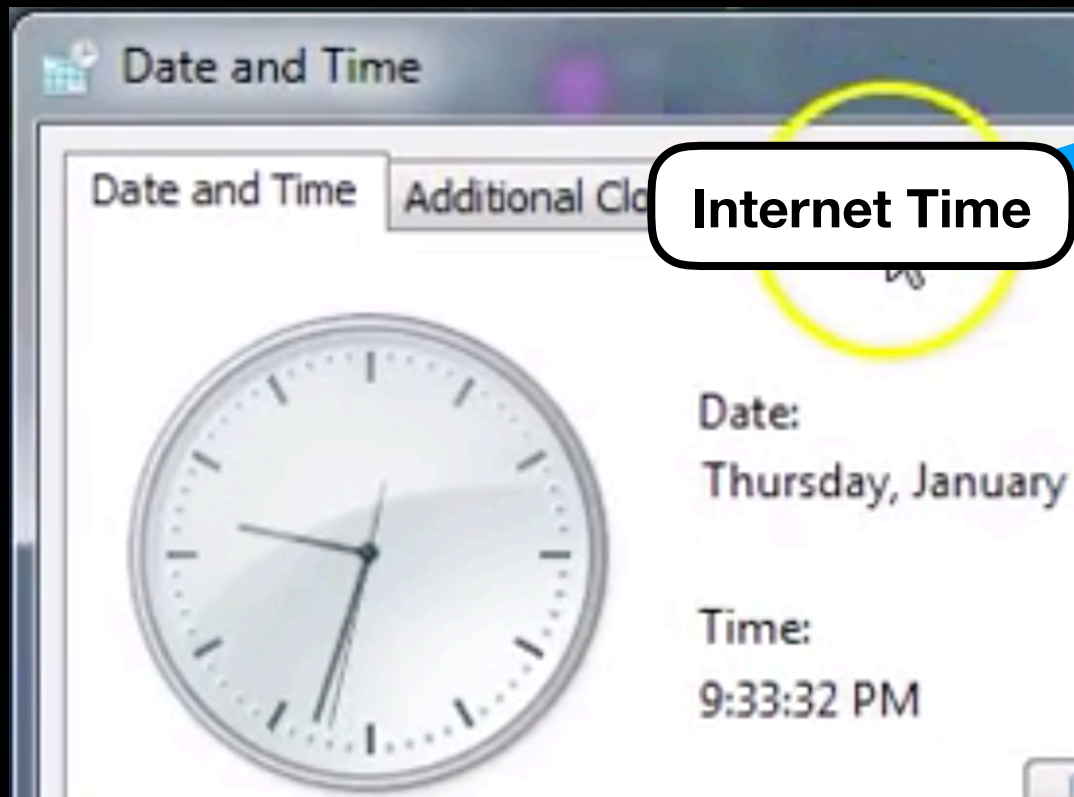 Date and Time
Date and Time
Additional Clo
Internet Time
Date:
Thursday, January
Time:
9:33:32 PM